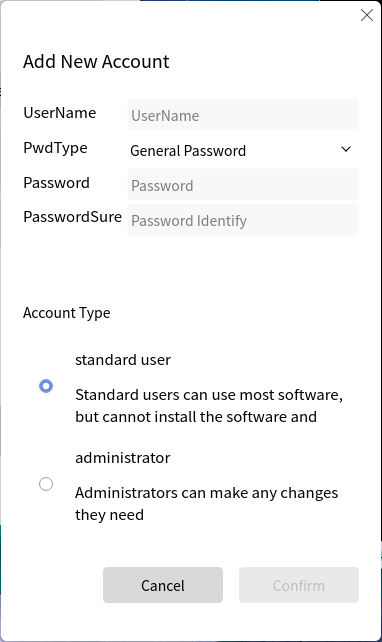 Add New Account
UserName
UserName
PwdType
General Password
Password
Password
PasswordSure
Password Identify
Account Type
standard user
Standard users can use most software,
but cannot install the software and
administrator
Administrators can make any changes
they need
Cancel
Confirm